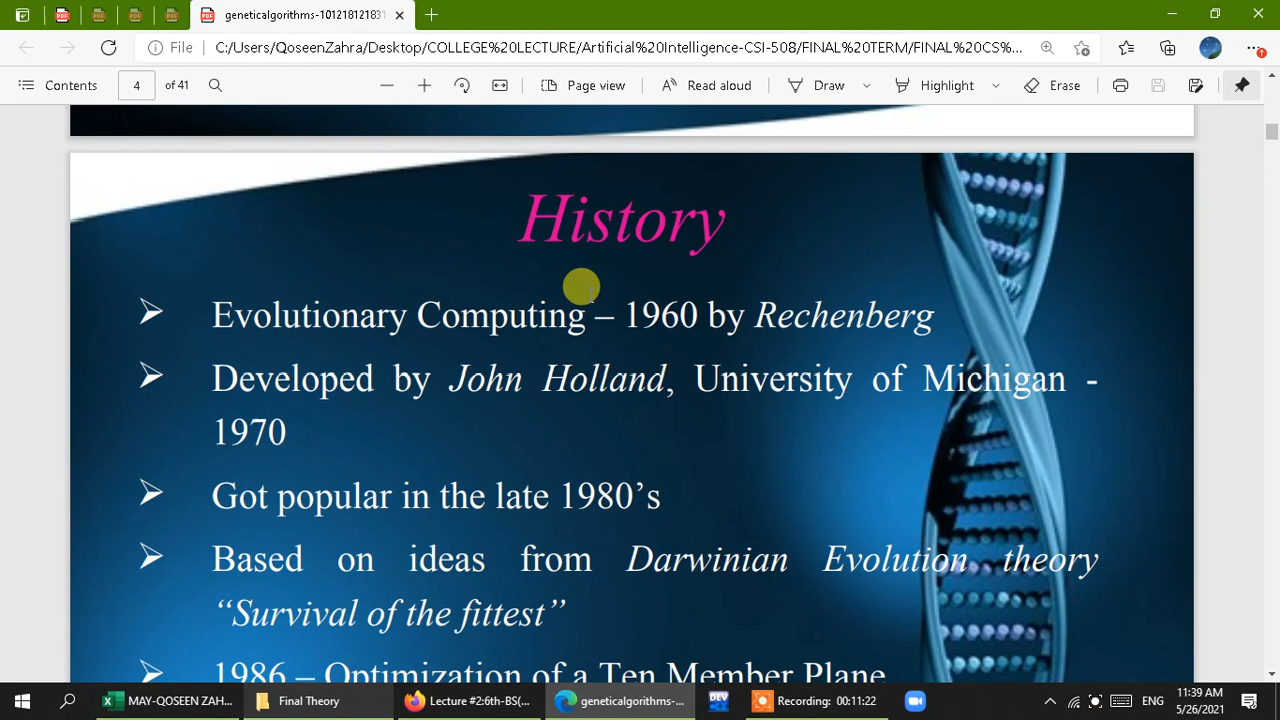 geneticalgorithms-101218121831
File
C:/Users/QoseenZahra/Desktop/COLLEGE%20LECTURE/Artificial%20Intelligence-CSI-508/FINAL%20TERM/FINAL%20CS%...
Contents
4
of 41
Page view
Read aloud
Draw
Highlight
Erase
History
Evolutionary Computing – 1960 by Rechenberg
Developed by John Holland, University of Michigan -
1970
Got popular in the late 1980’s
Based on ideas from Darwinian Evolution theory
“Survival of the fittest”
1986 – Optimization of a Ten Member Plane
MAY-QOSEEN ZAH...
Final Theory
Lecture #2:6th-BS(...
geneticalgorithms-...
DEV
Recording: 00:11:22
ENG
11:39 AM
5/26/2021